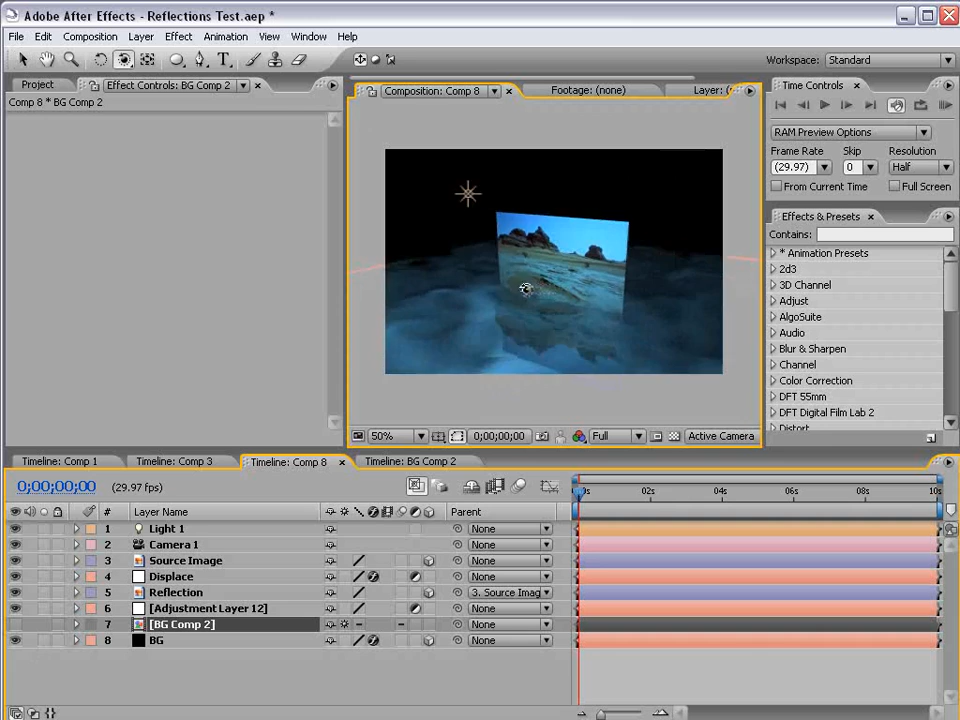 Adobe After Effects - Reflections Test.aep *
File Edit Composition Layer Effect Animation View Window Help
Workspace: Standard
Project Effect Controls: BG Comp 2
Comp 8 * BG Comp 2
Composition: Comp 8 Footage: (none) Layer: (
50% 0;00;00;00 Full Active Camera
Time Controls
RAM Preview Options
Frame Rate Skip Resolution
(29.97) 0 Half
From Current Time Full Screen
Effects & Presets
Contains:
* Animation Presets
2d3
3D Channel
Adjust
AlgoSuite
Audio
Blur & Sharpen
Channel
Color Correction
DFT 55mm
DFT Digital Film Lab 2
Distort
Timeline: Comp 1 Timeline: Comp 3 Timeline: Comp 8 Timeline: BG Comp 2
0;00;00;00 (29.97 fps)
# Layer Name Parent
02s 04s 06s 08s 10s
1 Light 1 None
2 Camera 1 None
3 Source Image None
4 Displace None
5 Reflection 3. Source Imag
6 [Adjustment Layer 12] None
7 [BG Comp 2] None
8 BG None